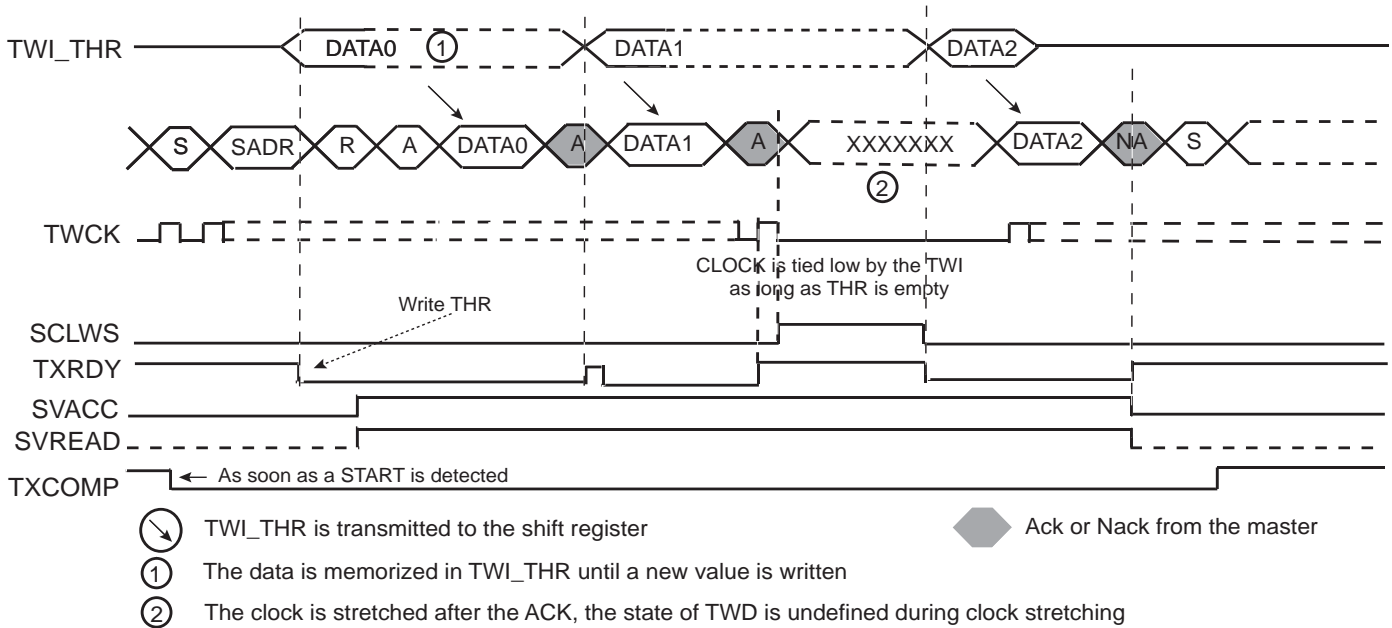 TWI_THR DATA0 1 DATA1 DATA2
S SADR R A DATA0 A DATA1 A XXXXXXX DATA2 NA S
2
TWCK
CLOCK is tied low by the TWI
as long as THR is empty
Write THR
SCLWS
TXRDY
SVACC
SVREAD
As soon as a START is detected
TXCOMP
TWI_THR is transmitted to the shift register
Ack or Nack from the master
1 The data is memorized in TWI_THR until a new value is written
2 The clock is stretched after the ACK, the state of TWD is undefined during clock stretching